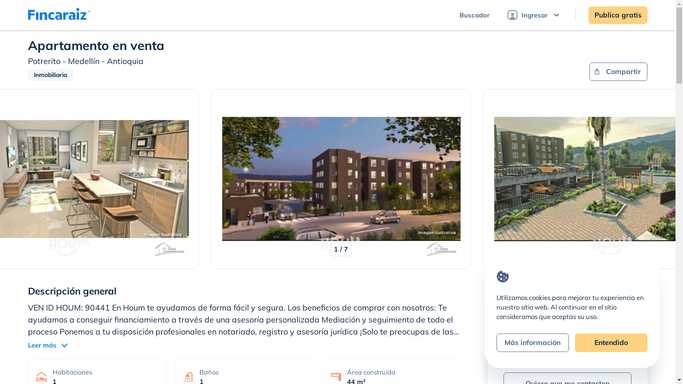 Fincaraiz
Buscador
Ingresar
Publica gratis
Apartamento en venta
Potrerito - Medellín - Antioquia
Inmobiliaria
Compartir
1 / 7
Descripción general
VEN ID HOUM: 90441 En Houm te ayudamos de forma fácil y segura. Los beneficios de comprar con nosotros: Te
ayudamos a conseguir financiamiento a través de una asesoría personalizada Mediación y seguimiento de todo el
proceso Ponemos a tu disposición profesionales en notariado, registro y asesoría jurídica ¡Solo te preocupas de las...
Leer más
Habitaciones
1
Baños
1
Área construida
44 m²
Utilizamos cookies para mejorar tu experiencia en
nuestro sitio web. Al continuar en el sitio
consideramos que aceptas su uso.
Más información
Entendido
Quiero que me contacten